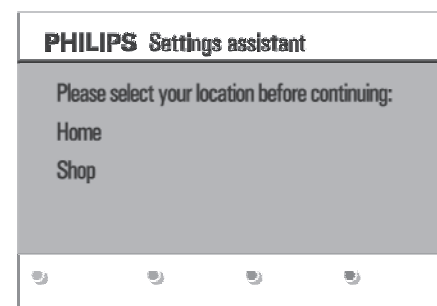 PHILIPS Settings assistant
Please select your location before continuing:
Home
Shop